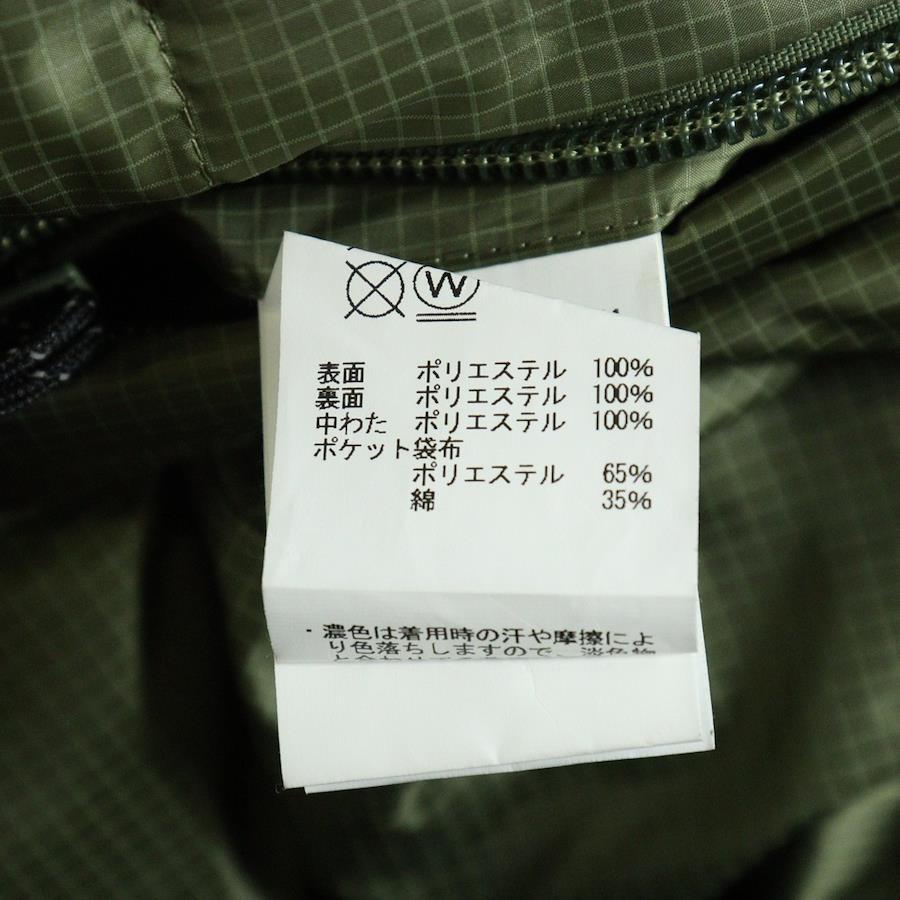 W
表面 ポリエステル 100%
裏面 ポリエステル 100%
中わた ポリエステル 100%
ポケット袋布
ポリエステル 65%
綿 35%
・濃色は着用時の汗や摩擦によ
り色落ちしますので、淡色物